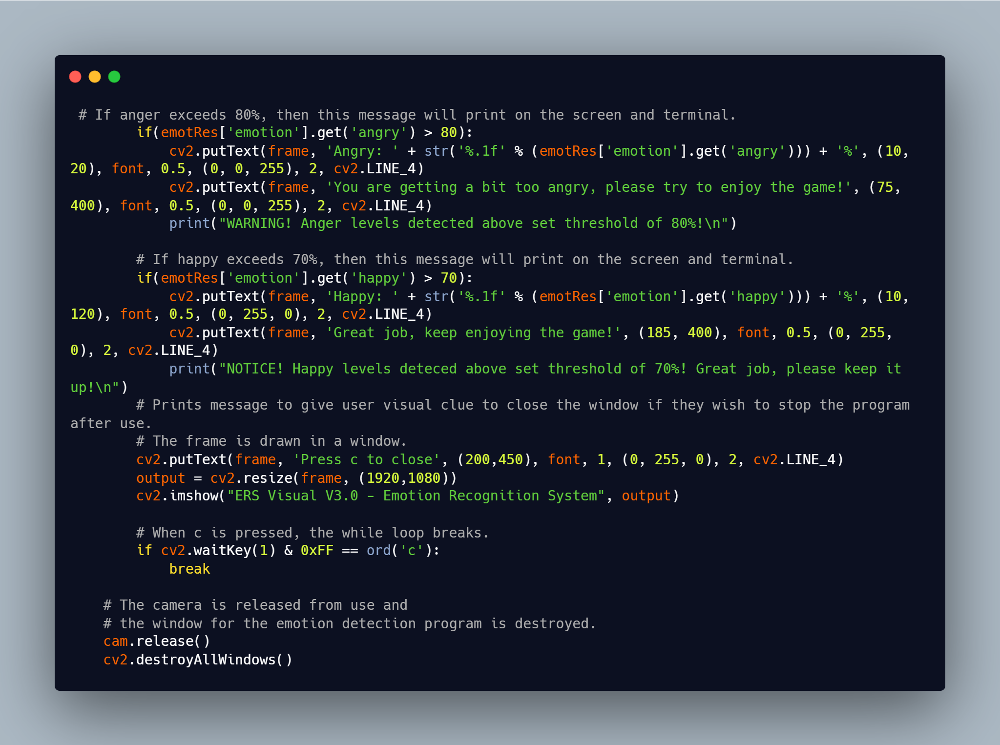 # If anger exceeds 80%, then this message will print on the screen and terminal.
        if(emotRes['emotion'].get('angry') > 80):
            cv2.putText(frame, 'Angry: ' + str('%.1f' % (emotRes['emotion'].get('angry'))) + '%', (10,
20), font, 0.5, (0, 0, 255), 2, cv2.LINE_4)
            cv2.putText(frame, 'You are getting a bit too angry, please try to enjoy the game!', (75,
400), font, 0.5, (0, 0, 255), 2, cv2.LINE_4)
            print("WARNING! Anger levels detected above set threshold of 80%!\n")

        # If happy exceeds 70%, then this message will print on the screen and terminal.
        if(emotRes['emotion'].get('happy') > 70):
            cv2.putText(frame, 'Happy: ' + str('%.1f' % (emotRes['emotion'].get('happy'))) + '%', (10,
120), font, 0.5, (0, 255, 0), 2, cv2.LINE_4)
            cv2.putText(frame, 'Great job, keep enjoying the game!', (185, 400), font, 0.5, (0, 255,
0), 2, cv2.LINE_4)
            print("NOTICE! Happy levels deteced above set threshold of 70%! Great job, please keep it
up!\n")
        # Prints message to give user visual clue to close the window if they wish to stop the program
after use.
        # The frame is drawn in a window.
        cv2.putText(frame, 'Press c to close', (200,450), font, 1, (0, 255, 0), 2, cv2.LINE_4)
        output = cv2.resize(frame, (1920,1080))
        cv2.imshow("ERS Visual V3.0 - Emotion Recognition System", output)

        # When c is pressed, the while loop breaks.
        if cv2.waitKey(1) & 0xFF == ord('c'):
            break

    # The camera is released from use and
    # the window for the emotion detection program is destroyed.
    cam.release()
    cv2.destroyAllWindows()